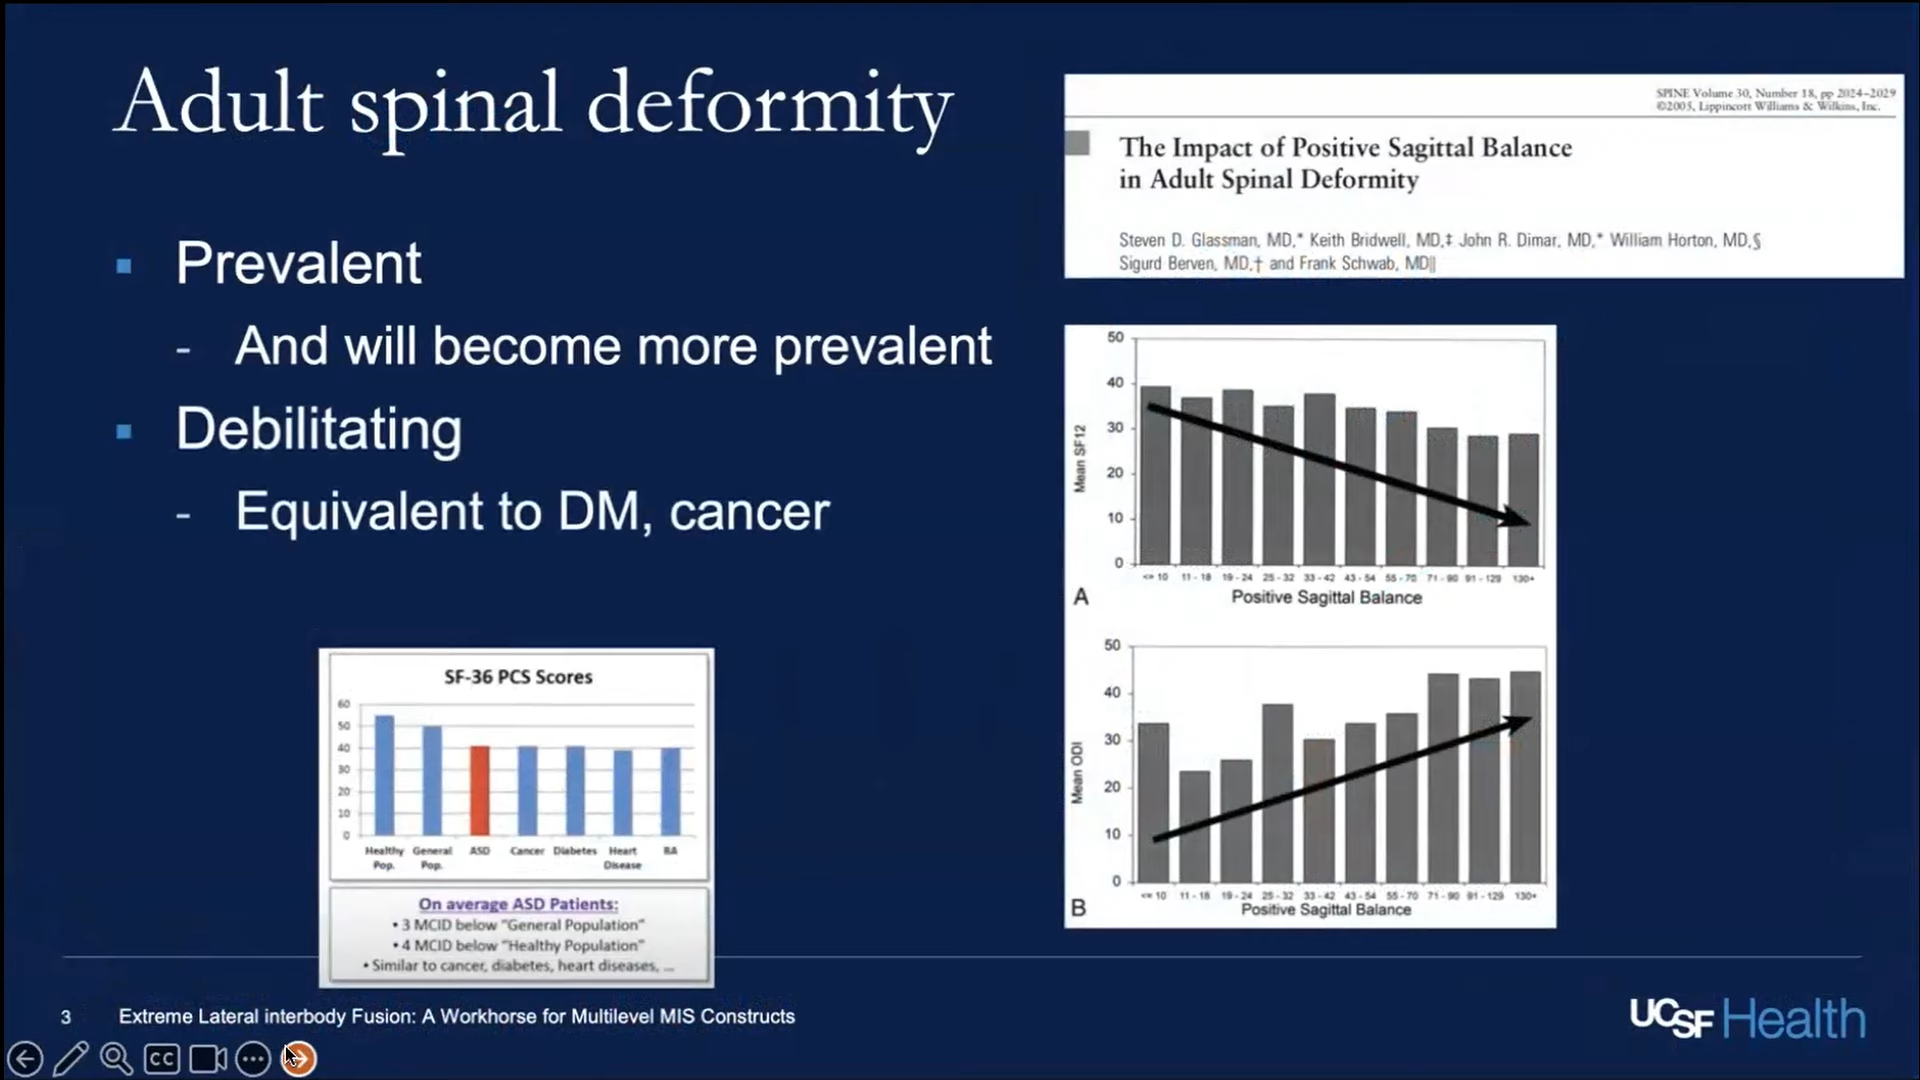 Adult spinal deformity
Prevalent
- And will become more prevalent
Debilitating
- Equivalent to DM, cancer
SPINE Volume 30, Number 18, pp 2024–2029
©2005, Lippincott Williams & Wilkins, Inc.
The Impact of Positive Sagittal Balance
in Adult Spinal Deformity
Steven D. Glassman, MD,* Keith Bridwell, MD,‡ John R. Dimar, MD,* William Horton, MD,§
Sigurd Berven, MD,† and Frank Schwab, MD||
50
40
30
20
10
0
Mean SF12
<= 10 11 - 18 19 - 24 25 - 32 33 - 42 43 - 54 55 - 70 71 - 90 91 - 129 130+
A
Positive Sagittal Balance
50
40
30
20
10
0
Mean ODI
<= 10 11 - 18 19 - 24 25 - 32 33 - 42 43 - 54 55 - 70 71 - 90 91 - 129 130+
B
Positive Sagittal Balance
SF-36 PCS Scores
60
50
40
30
20
10
0
Healthy Pop. General Pop. ASD Cancer Diabetes Heart Disease RA
On average ASD Patients:
• 3 MCID below "General Population"
• 4 MCID below "Healthy Population"
• Similar to cancer, diabetes, heart diseases, ...
3 Extreme Lateral interbody Fusion: A Workhorse for Multilevel MIS Constructs
UCSF Health
CC